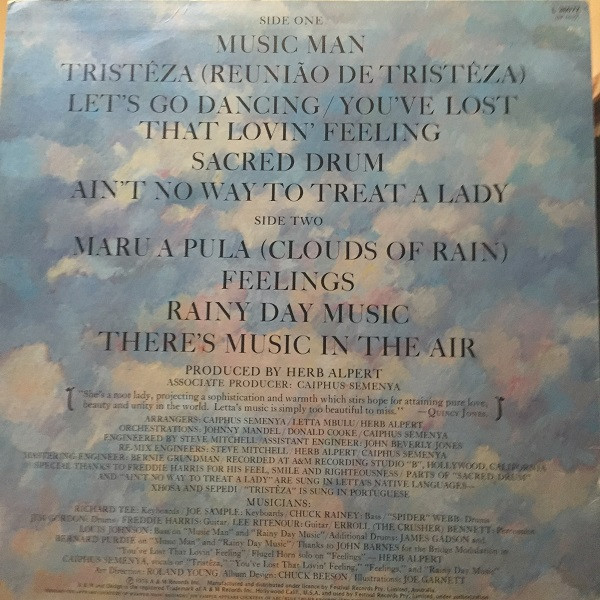 SIDE ONE
MUSIC MAN
TRISTÊZA (REUNIÃO DE TRISTÊZA)
LET'S GO DANCING/YOU'VE LOST
THAT LOVIN' FEELING
SACRED DRUM
AIN'T NO WAY TO TREAT A LADY
SIDE TWO
MARU A PULA (CLOUDS OF RAIN)
FEELINGS
RAINY DAY MUSIC
THERE'S MUSIC IN THE AIR
PRODUCED BY HERB ALPERT
ASSOCIATE PRODUCER: CAIPHUS SEMENYA
"She's a root lady, projecting a sophistication and warmth which stirs hope for attaining pure love,
beauty and unity in the world. Letta's music is simply too beautiful to miss." —QUINCY JONES
ARRANGERS: CAIPHUS SEMENYA/LETTA MBULU/HERB ALPERT
ORCHESTRATIONS: JOHNNY MANDEL/DONALD COOKE/CAIPHUS SEMENYA
ENGINEERED BY STEVE MITCHELL/ASSISTANT ENGINEER: JOHN BEVERLY JONES
RE-MIX ENGINEERS: STEVE MITCHELL/HERB ALPERT/CAIPHUS SEMENYA
MASTERING ENGINEER: BERNIE GRUNDMAN/RECORDED AT A&M RECORDING STUDIO "B", HOLLYWOOD, CALIFORNIA
SPECIAL THANKS TO FREDDIE HARRIS FOR HIS FEEL, SMILE AND RIGHTEOUSNESS/PARTS OF "SACRED DRUM"
AND "AIN'T NO WAY TO TREAT A LADY" ARE SUNG IN LETTA'S NATIVE LANGUAGES—
XHOSA AND SEPEDI/"TRISTÊZA" IS SUNG IN PORTUGUESE
MUSICIANS:
RICHARD TEE: Keyboards/JOE SAMPLE: Keyboards/CHUCK RAINEY: Bass/"SPIDER" WEBB: Drums
JIM GORDON: Drums/FREDDIE HARRIS: Guitar/LEE RITENOUR: Guitar/ERROLL (THE CRUSHER) BENNETT: Percussion
LOUIS JOHNSON: Bass on "Music Man" and "Rainy Day Music"/Additional Drums: JAMES GADSON and
BERNARD PURDIE on "Music Man" and "Rainy Day Music"/Thanks to JOHN BARNES for the Bridge Modulation in
"You've Lost That Lovin' Feeling"/Flugel Horn solo on "Feelings"—HERB ALPERT
CAIPHUS SEMENYA, vocals on "Tristêza," "You've Lost That Lovin' Feeling," "Feelings," and "Rainy Day Music"
Art Direction: ROLAND YOUNG/Album Design: CHUCK BEESON/Illustrations: JOE GARNETT